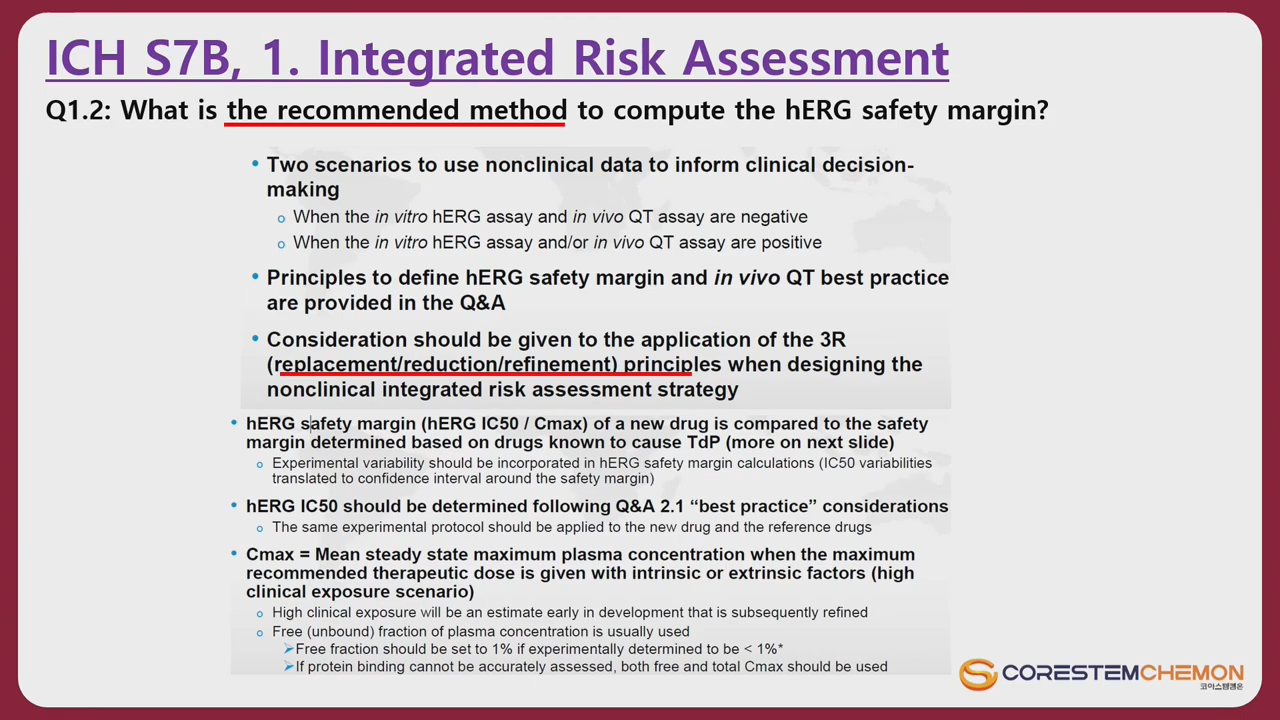 ICH S7B, 1. Integrated Risk Assessment
Q1.2: What is the recommended method to compute the hERG safety margin?
• Two scenarios to use nonclinical data to inform clinical decision-
making
o When the in vitro hERG assay and in vivo QT assay are negative
o When the in vitro hERG assay and/or in vivo QT assay are positive
• Principles to define hERG safety margin and in vivo QT best practice
are provided in the Q&A
• Consideration should be given to the application of the 3R
(replacement/reduction/refinement) principles when designing the
nonclinical integrated risk assessment strategy
• hERG safety margin (hERG IC50 / Cmax) of a new drug is compared to the safety
margin determined based on drugs known to cause TdP (more on next slide)
o Experimental variability should be incorporated in hERG safety margin calculations (IC50 variabilities
translated to confidence interval around the safety margin)
• hERG IC50 should be determined following Q&A 2.1 “best practice” considerations
o The same experimental protocol should be applied to the new drug and the reference drugs
• Cmax = Mean steady state maximum plasma concentration when the maximum
recommended therapeutic dose is given with intrinsic or extrinsic factors (high
clinical exposure scenario)
o High clinical exposure will be an estimate early in development that is subsequently refined
o Free (unbound) fraction of plasma concentration is usually used
➢Free fraction should be set to 1% if experimentally determined to be < 1%*
➢If protein binding cannot be accurately assessed, both free and total Cmax should be used
CORESTEMCHEMON
코아스템켐온